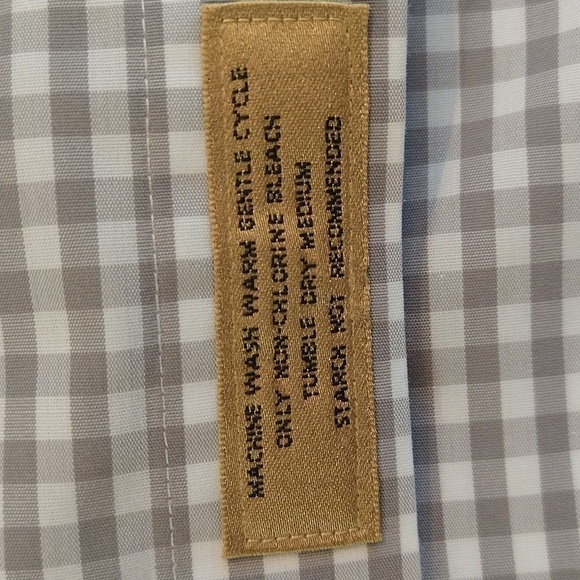 MACHINE WASH WARM GENTLE CYCLE
ONLY NON-CHLORINE BLEACH
TUMBLE DRY MEDIUM
STARCH NOT RECOMMENDED